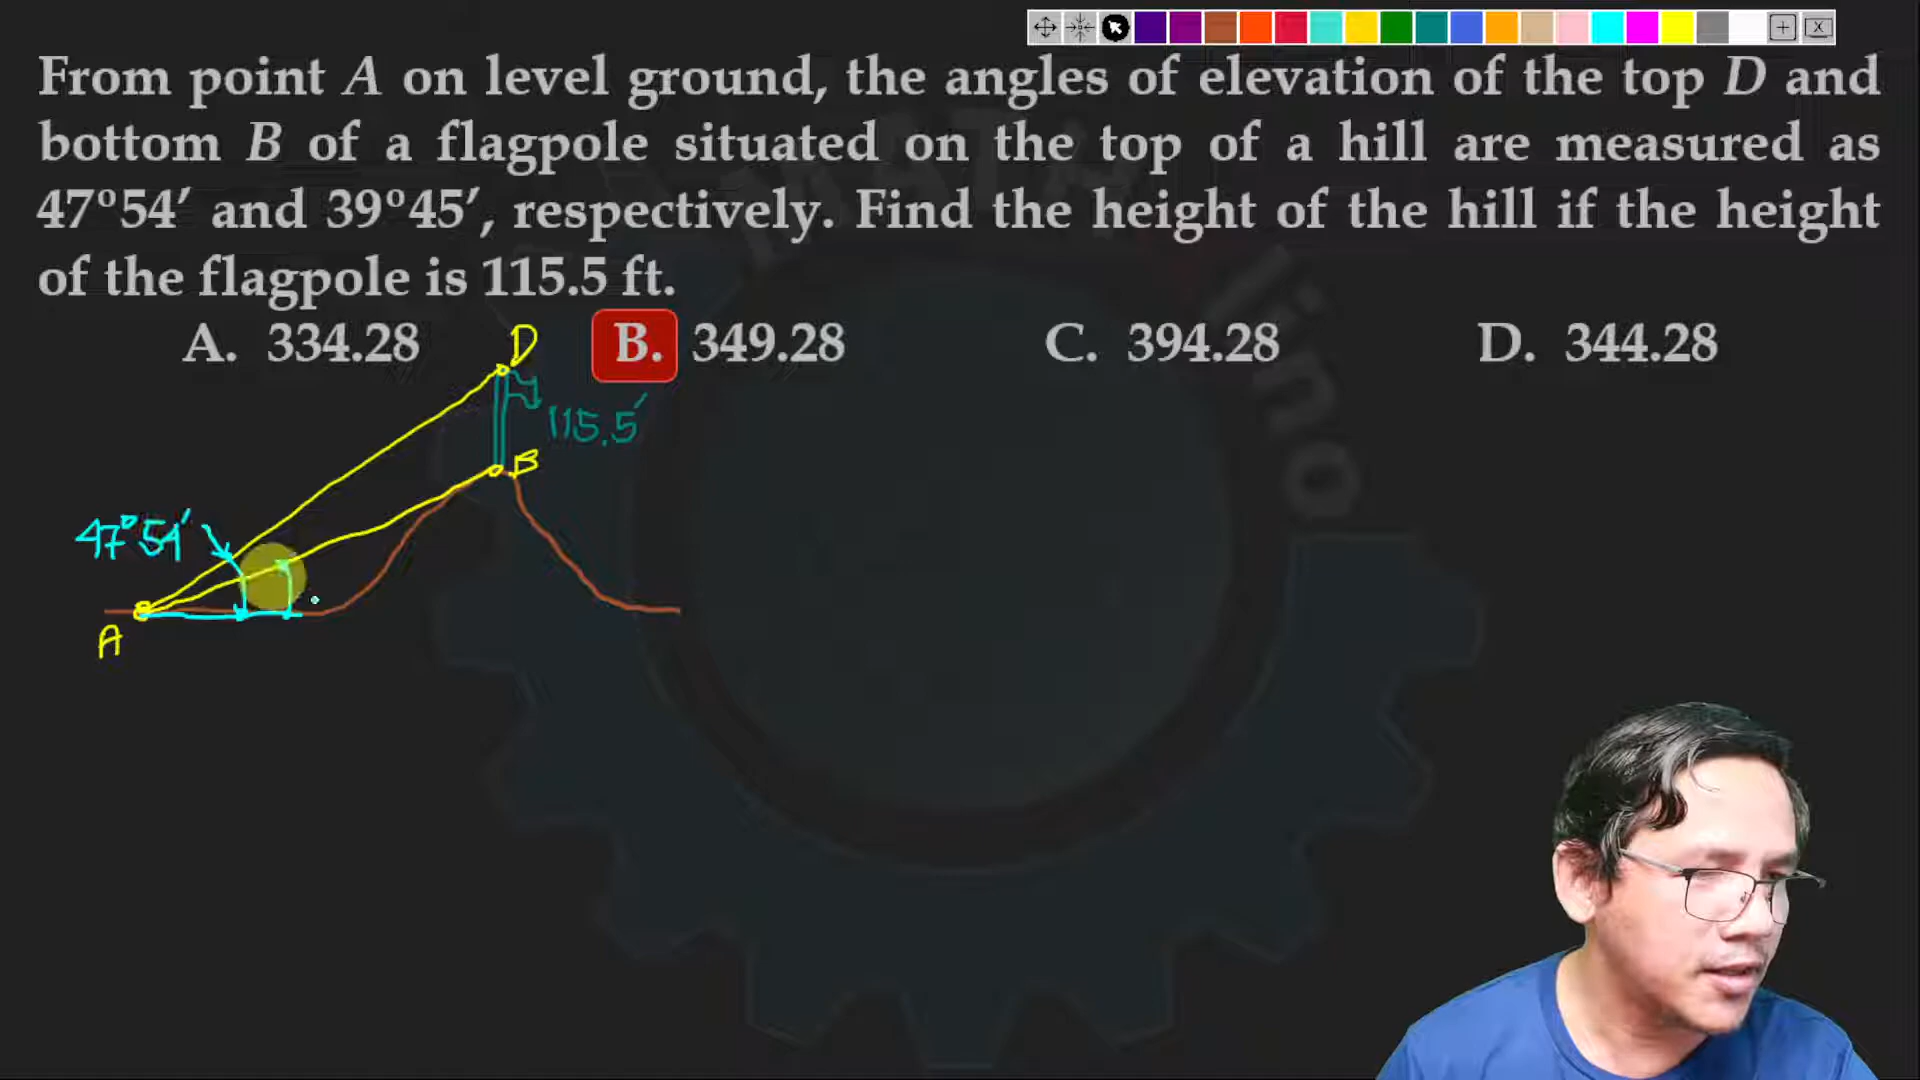 From point A on level ground, the angles of elevation of the top D and
bottom B of a flagpole situated on the top of a hill are measured as
47°54′ and 39°45′, respectively. Find the height of the hill if the height
of the flagpole is 115.5 ft.
A. 334.28 B. 349.28 C. 394.28 D. 344.28
D
115.5′
B
47°54′
A